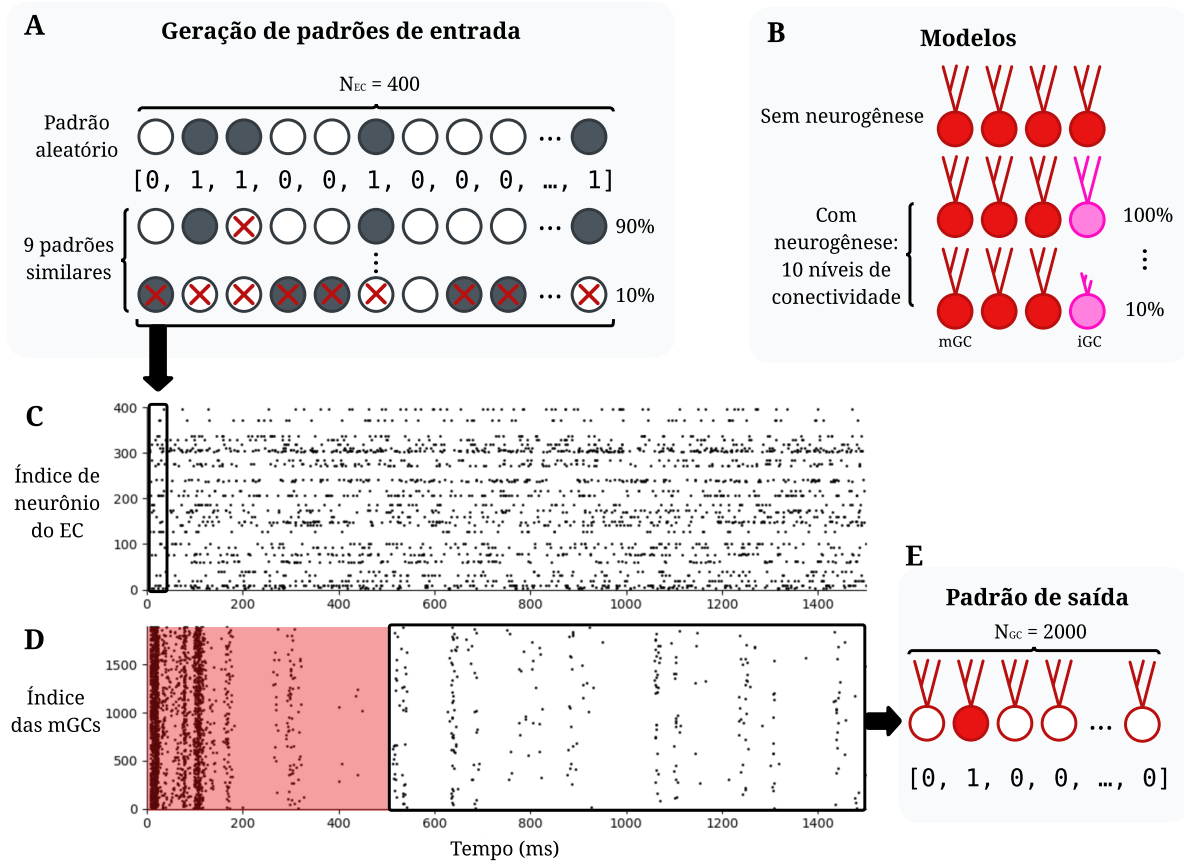 A
Geração de padrões de entrada
NEC = 400
Padrão
aleatório
[0, 1, 1, 0, 0, 1, 0, 0, 0, …, 1]
9 padrões
similares
90%
10%
B
Modelos
Sem neurogênese
Com
neurogênese:
10 níveis de
conectividade
100%
10%
mGC
iGC
C
Índice de
neurônio
do EC
400
300
200
100
0
0 200 400 600 800 1000 1200 1400
D
Índice
das mGCs
1500
1000
500
0
0 200 400 600 800 1000 1200 1400
Tempo (ms)
E
Padrão de saída
NGC = 2000
...
[0, 1, 0, 0, …, 0]